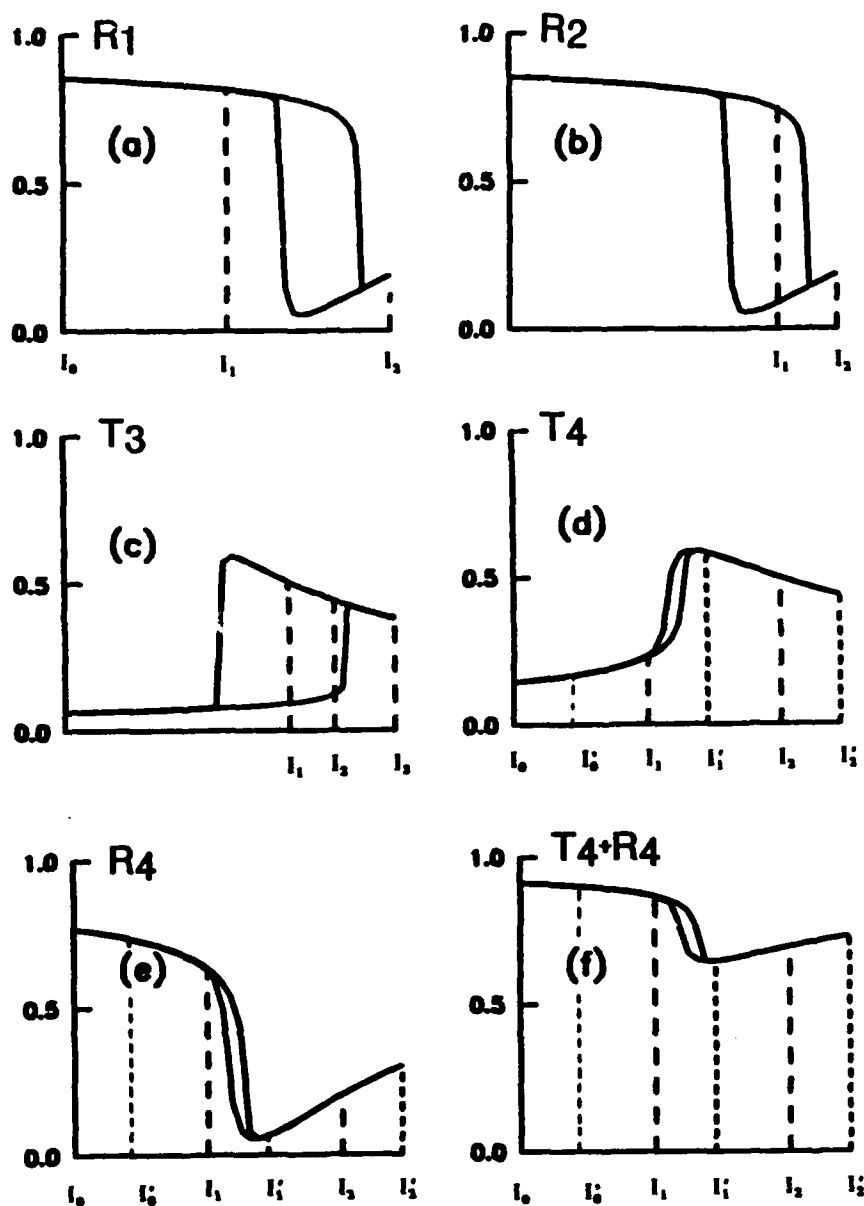 R1
1.0
(a)
0.5
0.0
I₀ I₁ I₂
R2
1.0
(b)
0.5
0.0
I₀ I₁ I₂
T3
1.0
(c)
0.5
0.0
I₁ I₂ I₃
T4
1.0
(d)
0.5
0.0
I₀ I₀' I₁ I₁' I₂ I₂'
R4
1.0
(e)
0.5
0.0
I₀ I₀' I₁ I₁' I₂ I₂'
T4+R4
1.0
(f)
0.5
0.0
I₀ I₀' I₁ I₁' I₂ I₂'